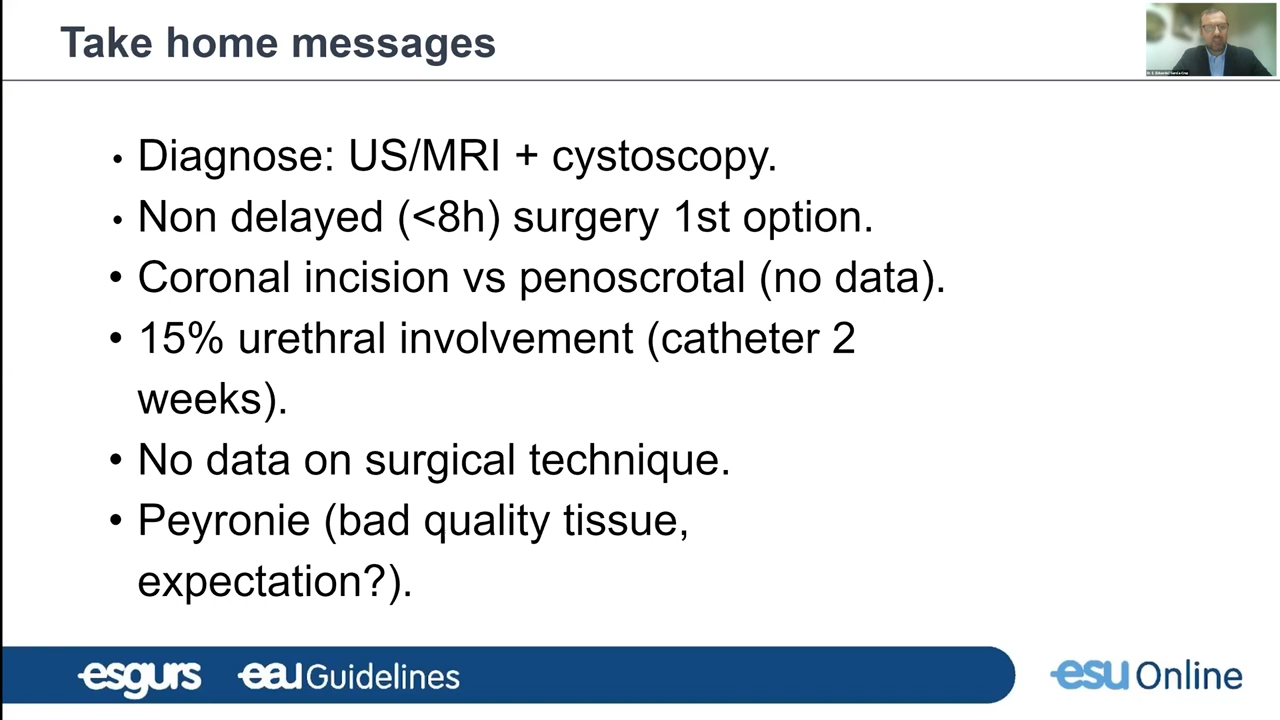 Take home messages
• Diagnose: US/MRI + cystoscopy.
• Non delayed (<8h) surgery 1st option.
• Coronal incision vs penoscrotal (no data).
• 15% urethral involvement (catheter 2
weeks).
• No data on surgical technique.
• Peyronie (bad quality tissue,
expectation?).
esgurs
eau Guidelines
esu Online